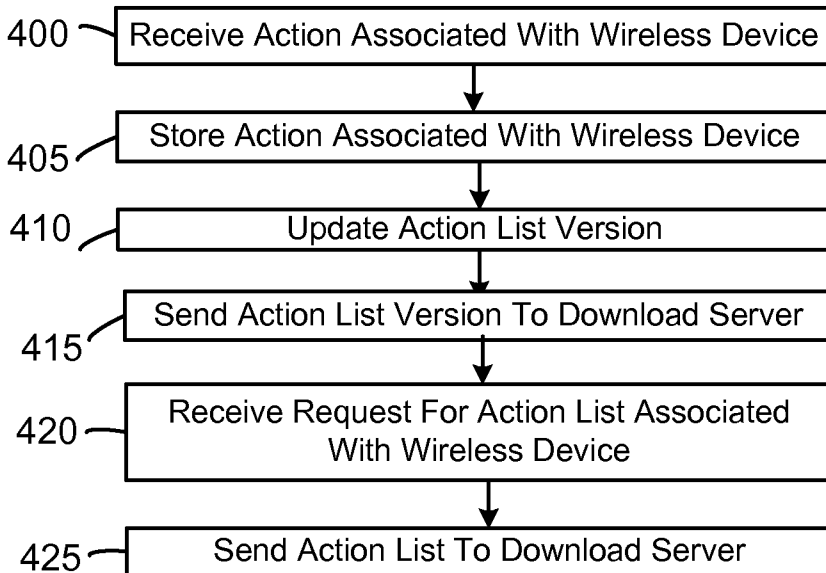 400 Receive Action Associated With Wireless Device
405 Store Action Associated With Wireless Device
410 Update Action List Version
415 Send Action List Version To Download Server
420 Receive Request For Action List Associated
With Wireless Device
425 Send Action List To Download Server